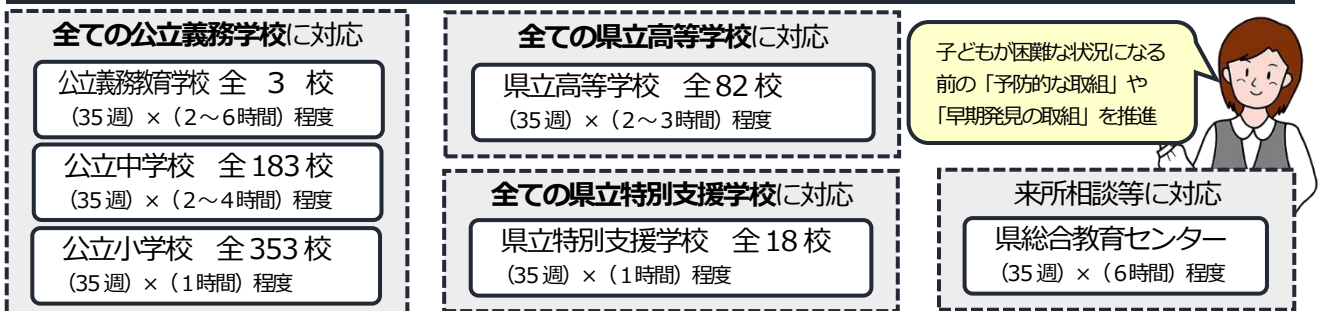 全ての公立義務学校に対応
公立義務教育学校 全 3 校
（35週）×（2～6時間）程度
公立中学校 全183校
（35週）×（2～4時間）程度
公立小学校 全353校
（35週）×（1時間）程度
全ての県立高等学校に対応
県立高等学校 全82校
（35週）×（2～3時間）程度
全ての県立特別支援学校に対応
県立特別支援学校 全18校
（35週）×（1時間）程度
子どもが困難な状況になる
前の「予防的な取組」や
「早期発見の取組」を推進
来所相談等に対応
県総合教育センター
（35週）×（6時間）程度